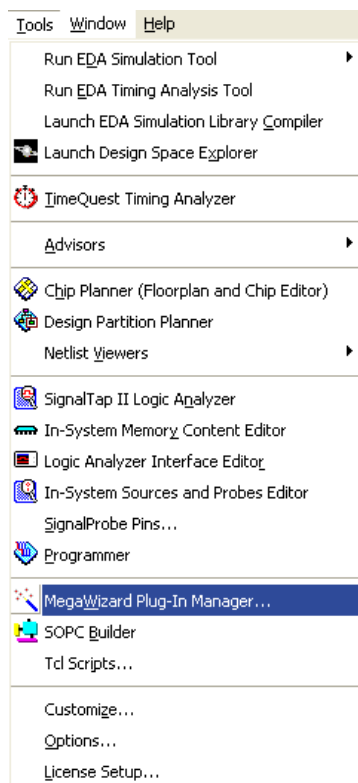 Tools Window Help
Run EDA Simulation Tool
Run EDA Timing Analysis Tool
Launch EDA Simulation Library Compiler
Launch Design Space Explorer
TimeQuest Timing Analyzer
Advisors
Chip Planner (Floorplan and Chip Editor)
Design Partition Planner
Netlist Viewers
SignalTap II Logic Analyzer
In-System Memory Content Editor
Logic Analyzer Interface Editor
In-System Sources and Probes Editor
SignalProbe Pins...
Programmer
MegaWizard Plug-In Manager...
SOPC Builder
Tcl Scripts...
Customize...
Options...
License Setup...